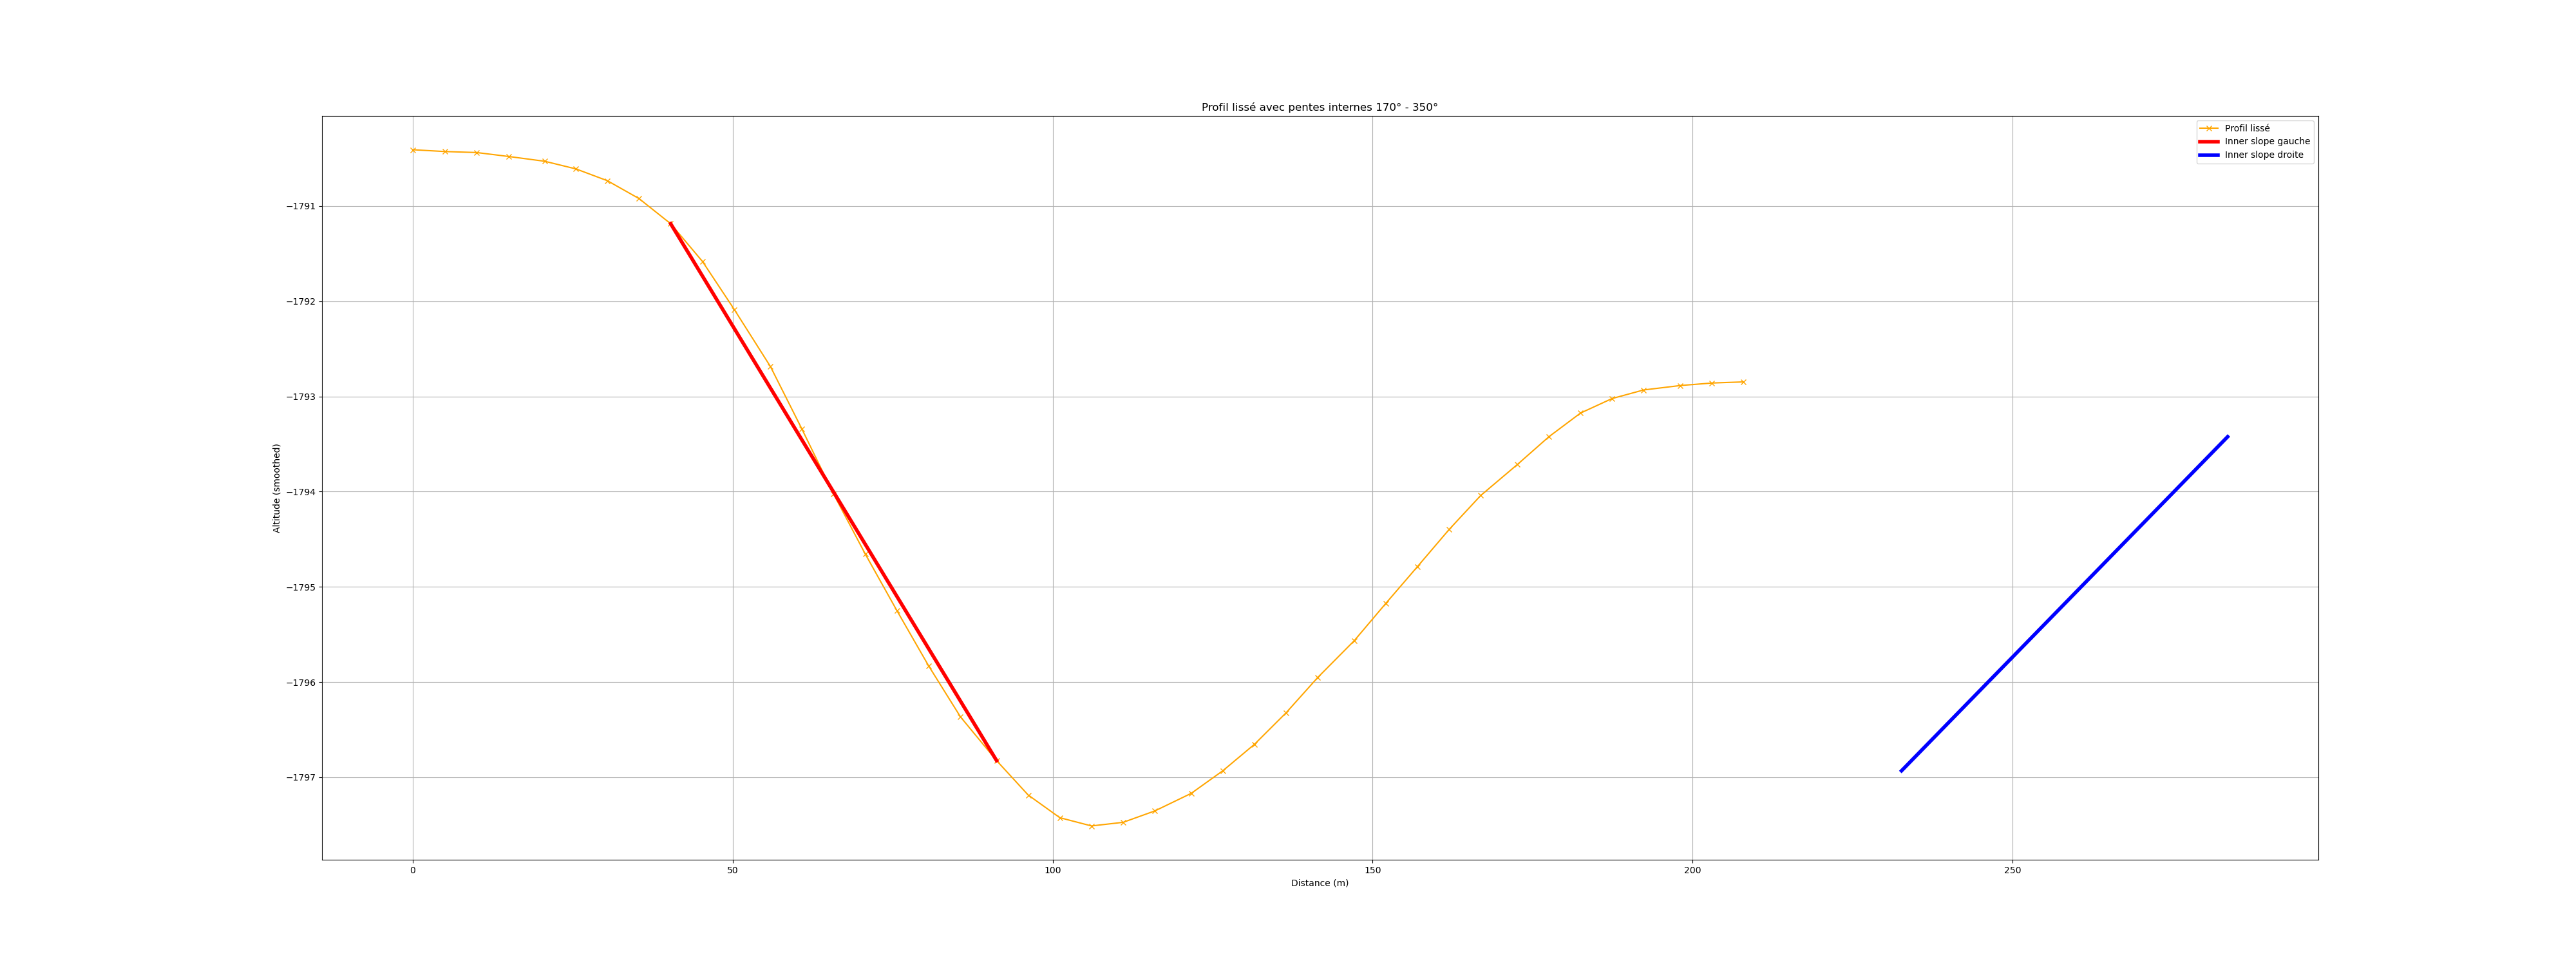 Profil lissé avec pentes internes 170° - 350°
Profil lissé
Inner slope gauche
Inner slope droite
Altitude (smoothed)
−1791
−1792
−1793
−1794
−1795
−1796
−1797
0 50 100 150 200 250
Distance (m)